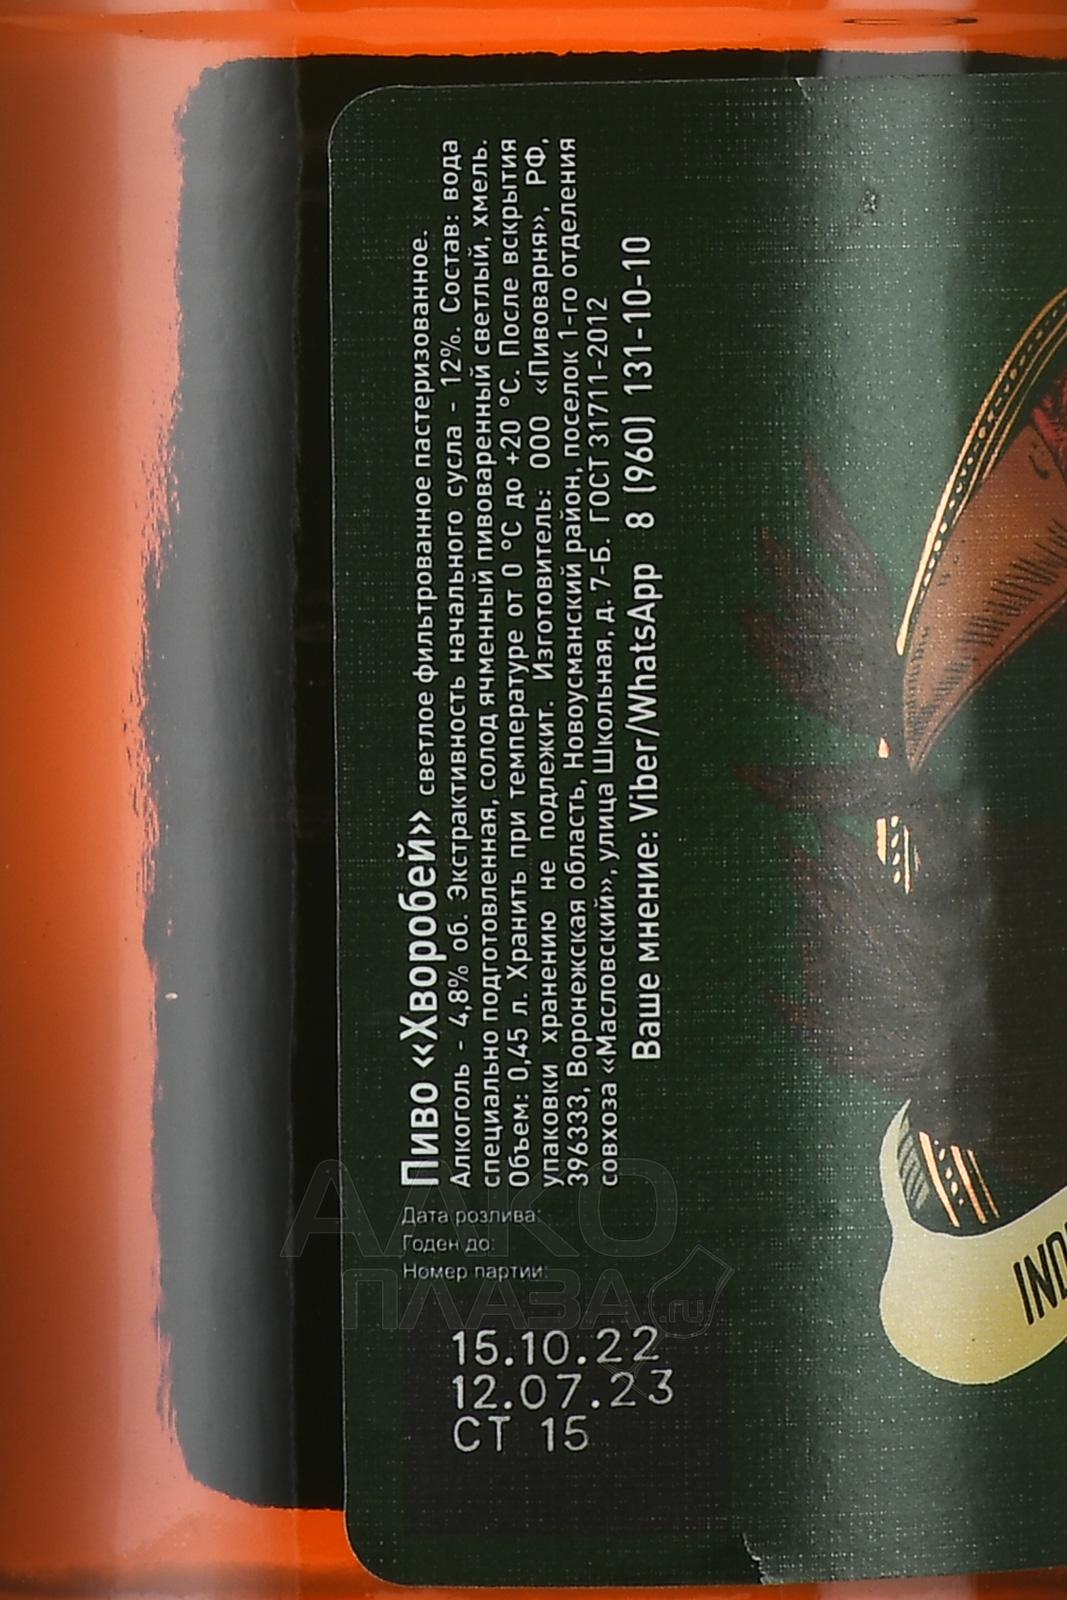 Пиво «Хворобей» светлое фильтрованное пастеризованное.
Алкоголь - 4,8% об. Экстрактивность начального сусла - 12%. Состав: вода
специально подготовленная, солод ячменный пивоваренный светлый, хмель.
Объем: 0,45 л. Хранить при температуре от 0 °С до +20 °С. После вскрытия
упаковки хранению не подлежит. Изготовитель: ООО «Пивоварня», РФ,
396333, Воронежская область, Новоусманский район, поселок 1-го отделения
совхоза «Масловский», улица Школьная, д. 7-Б. ГОСТ 31711-2012
Ваше мнение: Viber/WhatsApp 8 (960) 131-10-10
Дата розлива:
Годен до:
Номер партии:
15.10.22
12.07.23
СТ 15
АЛКО
ПЛАЗА
.ru